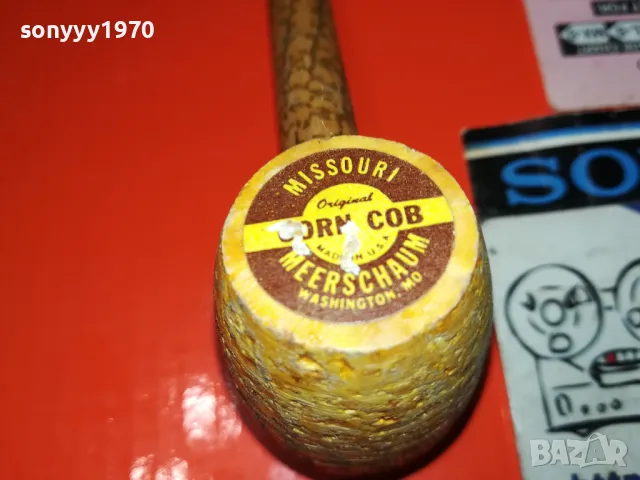 sonyyy1970
MISSOURI
Original
CORN COB
MADE IN U.S.A
MEERSCHAUM
WASHINGTON, MO
SO
BAZAR